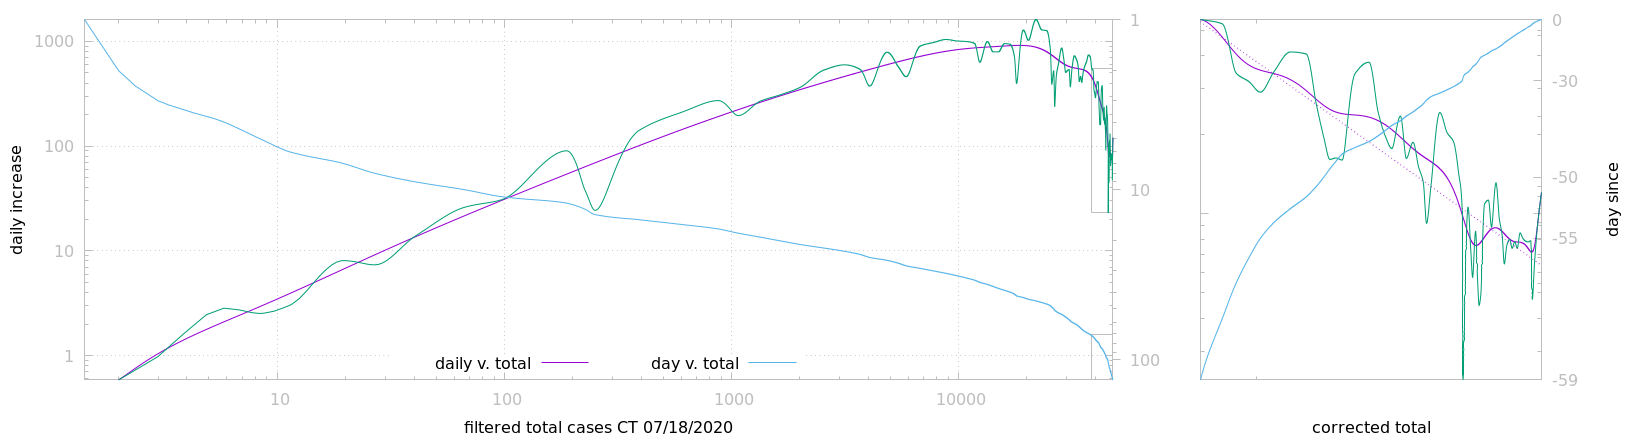 1000
100
10
1
daily increase
1
10
100
daily v. total
day v. total
10
100
1000
10000
filtered total cases CT 07/18/2020
0
-30
-50
-55
-59
day since
corrected total